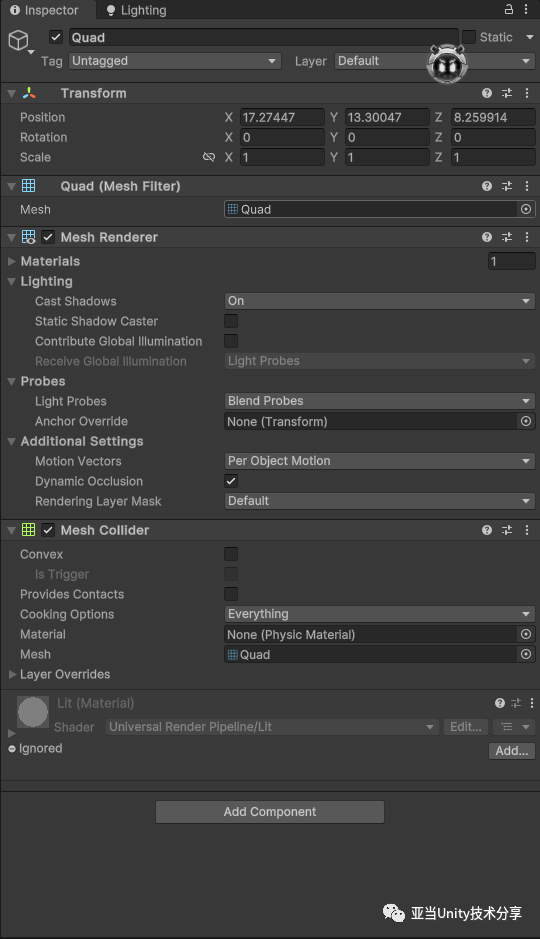 Inspector Lighting
Quad Static
Tag Untagged Layer Default
Transform
Position X 17.27447 Y 13.30047 Z 8.259914
Rotation X 0 Y 0 Z 0
Scale X 1 Y 1 Z 1
Quad (Mesh Filter)
Mesh Quad
Mesh Renderer
Materials 1
Lighting
Cast Shadows On
Static Shadow Caster
Contribute Global Illumination
Receive Global Illumination Light Probes
Probes
Light Probes Blend Probes
Anchor Override None (Transform)
Additional Settings
Motion Vectors Per Object Motion
Dynamic Occlusion
Rendering Layer Mask Default
Mesh Collider
Convex
Is Trigger
Provides Contacts
Cooking Options Everything
Material None (Physic Material)
Mesh Quad
Layer Overrides
Lit (Material)
Shader Universal Render Pipeline/Lit Edit...
Ignored Add...
Add Component
亚当Unity技术分享